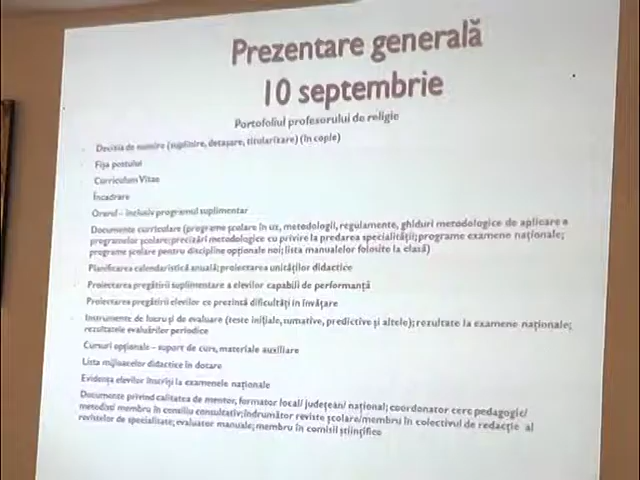 Prezentare generală
10 septembrie
Portofoliul profesorului de religie
Decizia de numire (suplinire, detașare, titularizare) (în copie)
Fișa postului
Curriculum Vitae
Încadrare
Orarul – inclusiv programul suplimentar
Documente curriculare (programe școlare în uz, metodologii, regulamente, ghiduri metodologice de aplicare a
programelor școlare; precizări metodologice cu privire la predarea specialității; programe examene naționale;
programe școlare pentru discipline opționale noi; lista manualelor folosite la clasă)
Planificarea calendaristică anuală; proiectarea unităților didactice
Proiectarea pregătirii suplimentare a elevilor capabili de performanță
Proiectarea pregătirii elevilor ce prezintă dificultăți în învățare
Instrumente de lucru și de evaluare (teste inițiale, sumative, predictive și altele); rezultate la examene naționale;
rezultatele evaluărilor periodice
Cursuri opționale – suport de curs, materiale auxiliare
Lista mijloacelor didactice în dotare
Evidența elevilor înscriși la examenele naționale
Documente privind calitatea de mentor, formator local/ județean/ național; coordonator cerc pedagogic/
metodist/ membru în consiliu consultativ; îndrumător reviste școlare/membru în colectivul de redacție al
revistelor de specialitate; evaluator manuale; membru în comisii științifice